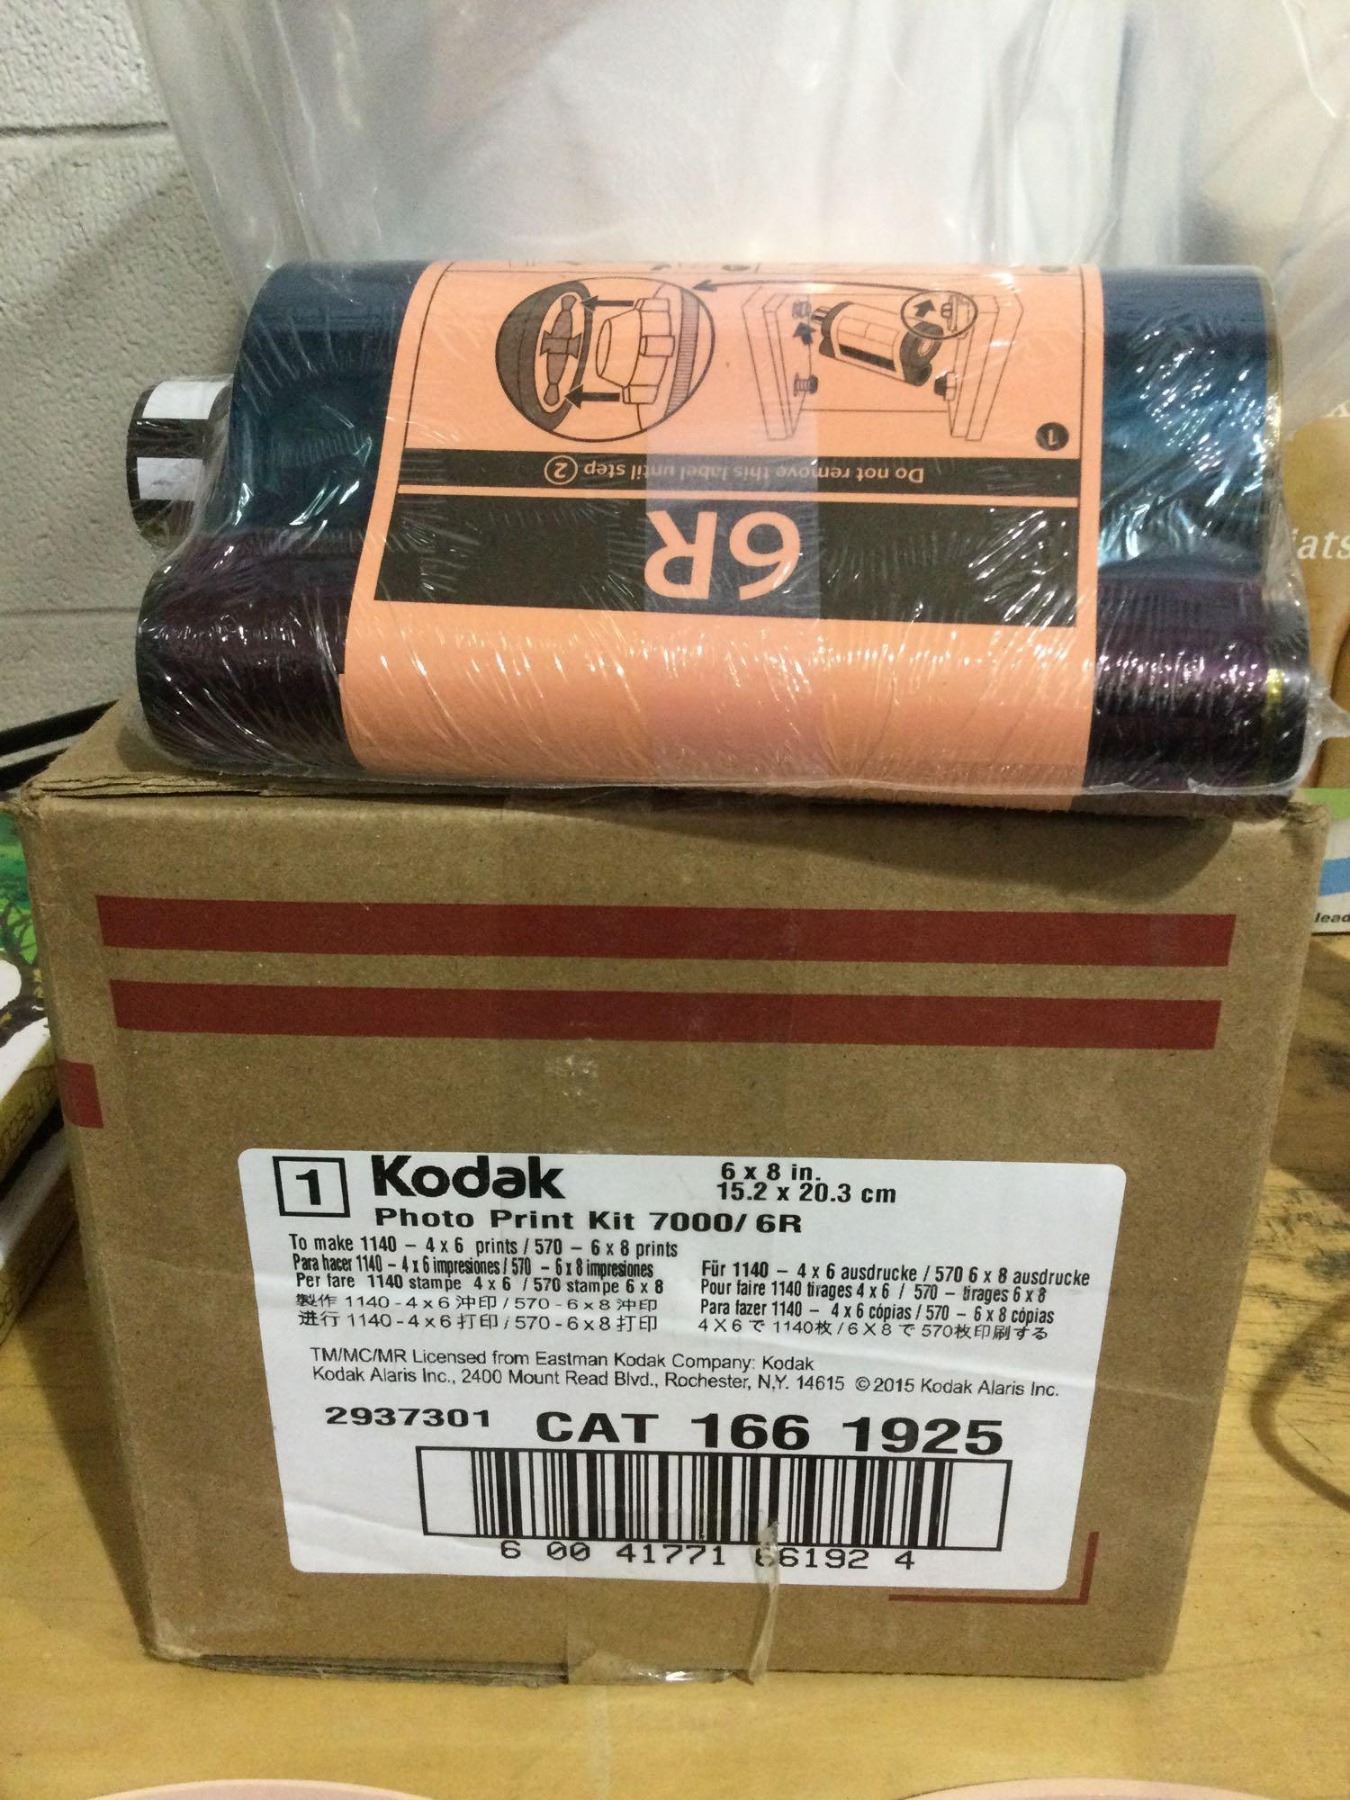 1
Do not remove this label until step 2
6R
1 Kodak
6 x 8 in.
15.2 x 20.3 cm
Photo Print Kit 7000/ 6R
To make 1140 – 4 x 6 prints / 570 – 6 x 8 prints
Para hacer 1140 – 4 x 6 impresiones / 570 – 6 x 8 impresiones
Per fare 1140 stampe 4 x 6 / 570 stampe 6 x 8
製作 1140 - 4 x 6 沖印 / 570 - 6 x 8 沖印
进行 1140 - 4 x 6 打印 / 570 - 6 x 8 打印
Für 1140 – 4 x 6 ausdrucke / 570 6 x 8 ausdrucke
Pour faire 1140 tirages 4 x 6 / 570 – tirages 6 x 8
Para fazer 1140 – 4 x 6 cópias / 570 – 6 x 8 cópias
4 X 6 で 1140枚 / 6 X 8 で 570枚印刷する
TM/MC/MR Licensed from Eastman Kodak Company: Kodak
Kodak Alaris Inc., 2400 Mount Read Blvd., Rochester, N.Y. 14615 © 2015 Kodak Alaris Inc.
2937301 CAT 166 1925
6 00 41771 66192 4